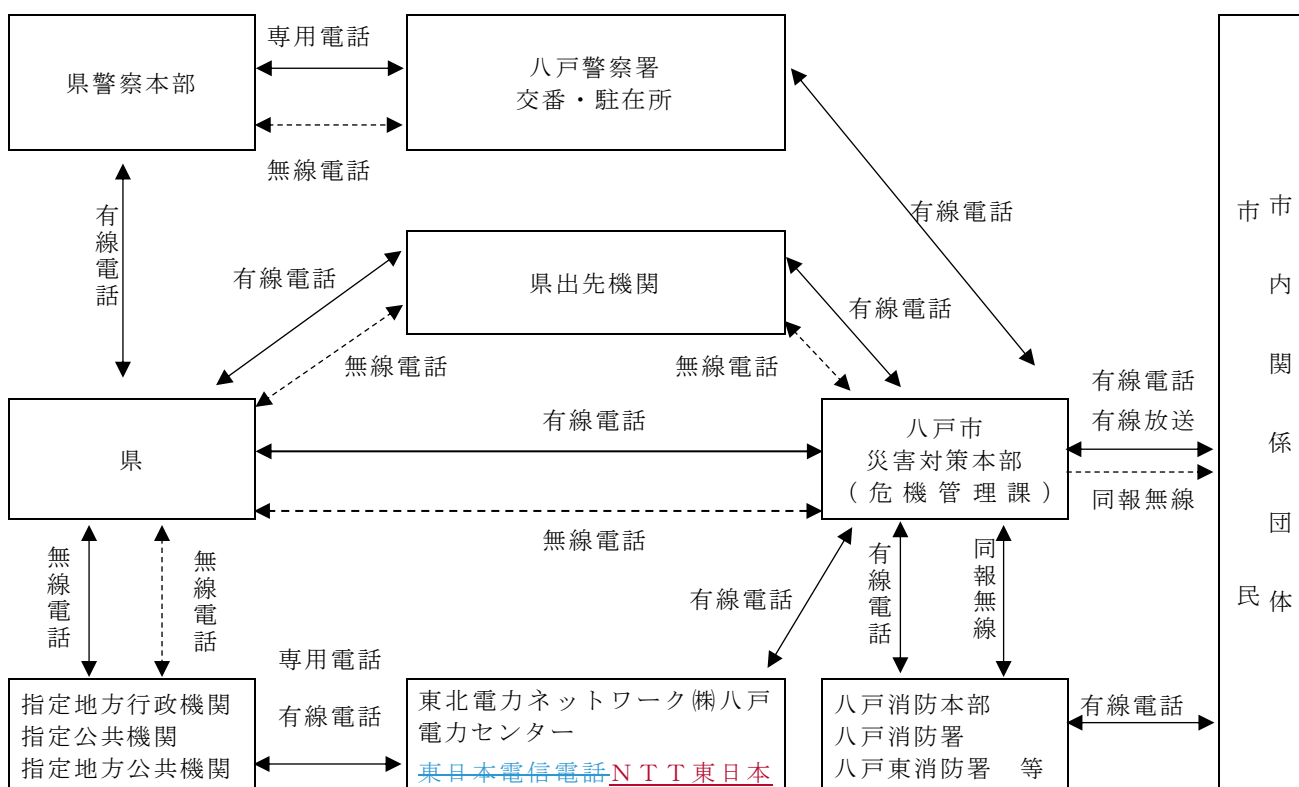 専用電話
県警察本部
八戸警察署
交番・駐在所
無線電話
有線電話
有線電話
市内関係団体
市民
有線電話
県出先機関
有線電話
無線電話
無線電話
有線電話
有線電話
有線放送
県
八戸市
災害対策本部
(危機管理課)
同報無線
無線電話
無線電話
無線電話
有線電話
有線電話
同報無線
専用電話
有線電話
指定地方行政機関
指定公共機関
指定地方公共機関
東北電力ネットワーク㈱八戸
電力センター
東日本電信電話NTT東日本
八戸消防本部
八戸消防署
八戸東消防署 等
有線電話